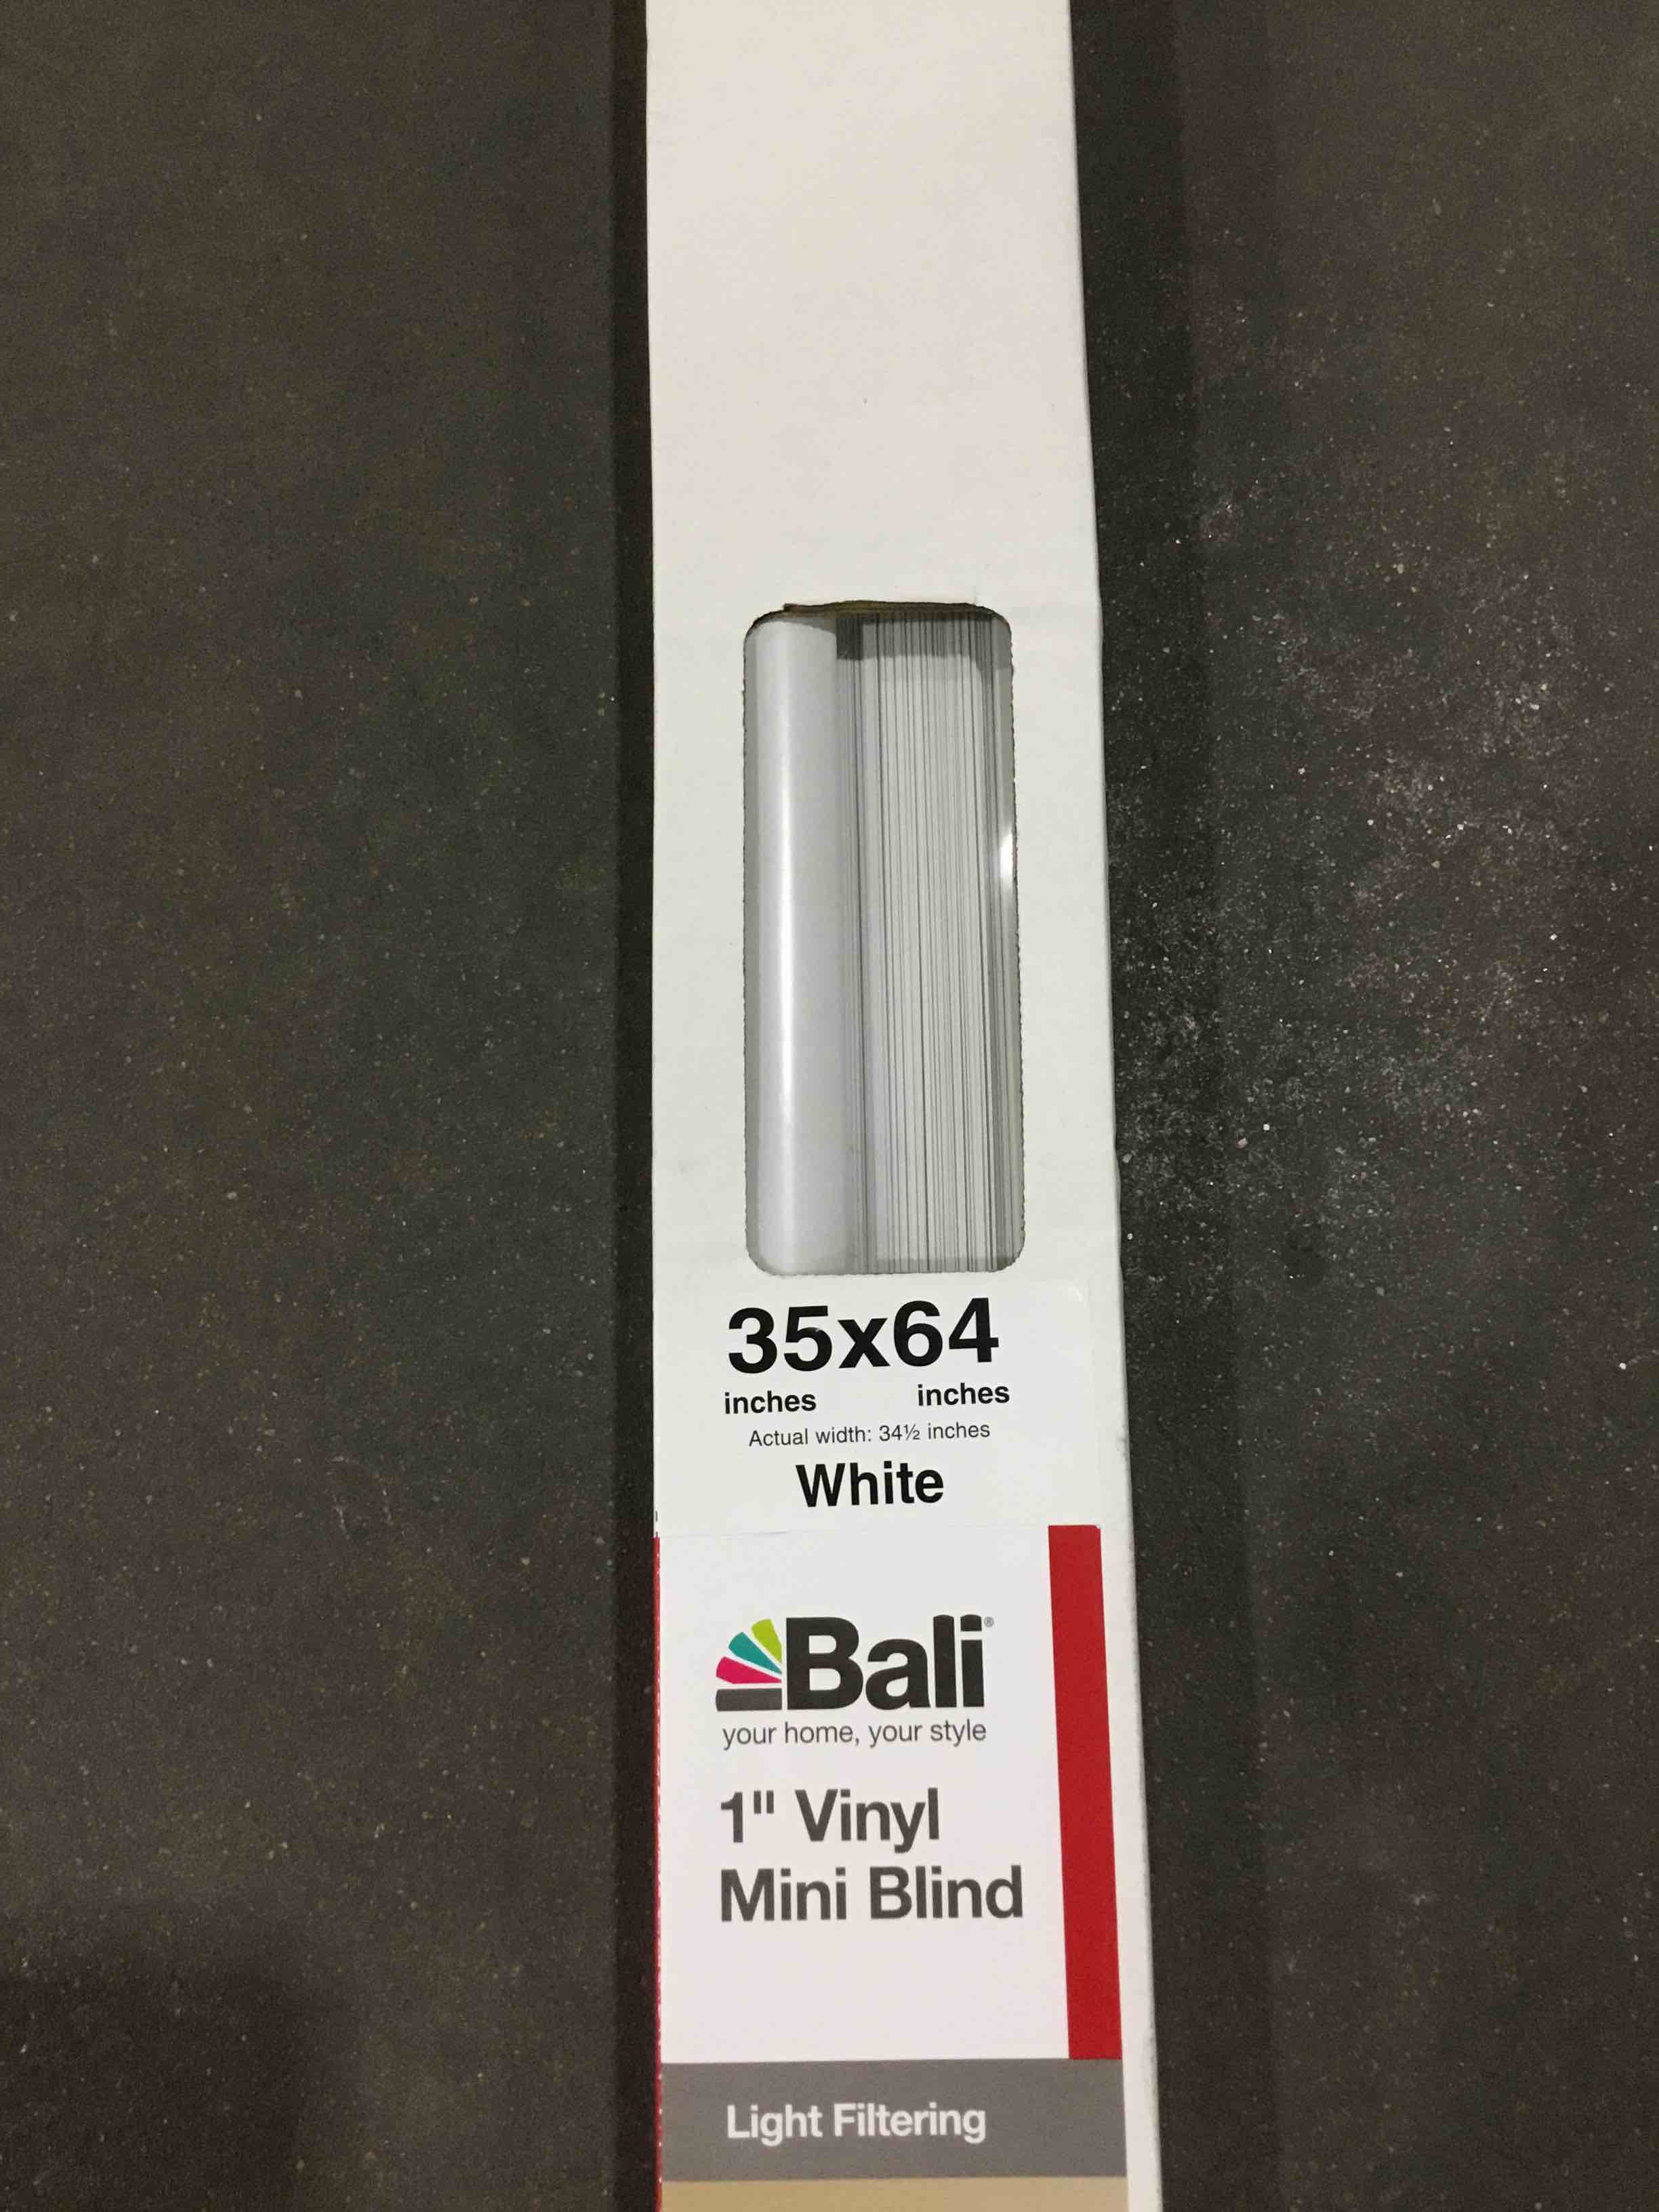 35x64
inches inches
Actual width: 34½ inches
White
Bali®
your home, your style
1" Vinyl
Mini Blind
Light Filtering